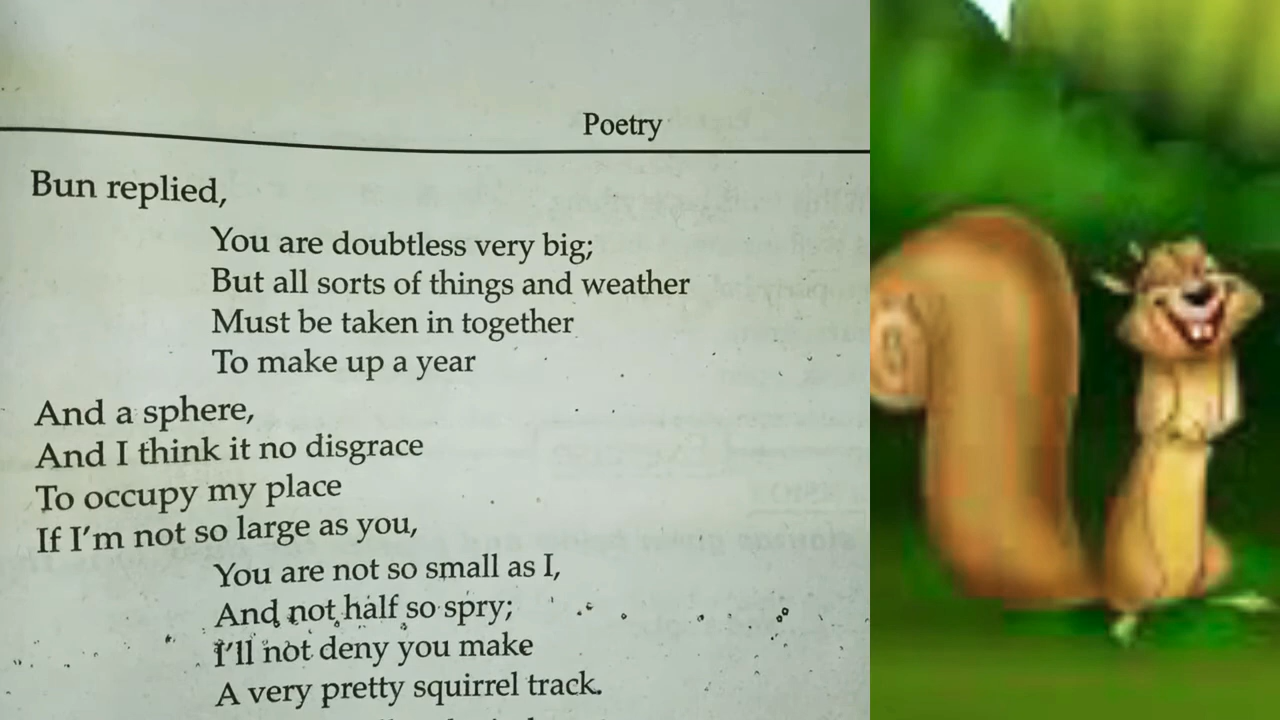 Poetry
Bun replied,
You are doubtless very big;
But all sorts of things and weather
Must be taken in together
To make up a year
And a sphere,
And I think it no disgrace
To occupy my place
If I'm not so large as you,
You are not so small as I,
And not half so spry;
I'll not deny you make
A very pretty squirrel track.